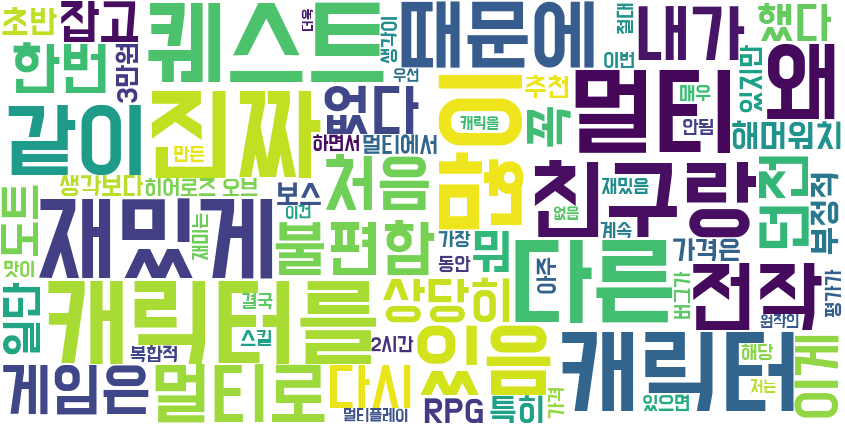 초반 잡고 퀘스트 더욱 생각이 때문에 절대 내가 했다
3만원 한번 우선 이번 왜 있지만
같이 진짜 없다 이 캐릭을 추천 꼭 멀티 매우 안됨
만든 하면서 멀티에서 해머워치
생각보다 히어로즈 오브 보스 처음 많 친구랑 재밌음 던전 부정적
도트 재미는 재밌게 이전 불편함 가장 뭐 없음 계속 가격은
맛이 동안 아주 다른 버그가 전작 평가가
일단 캐릭터를 결국 상당히 원작의
스킬 2시간 있음 캐릭터 해당 이게
복합적
게임은 멀티로 다시 RPG 특히 가격 있으면 저는
멀티플레이